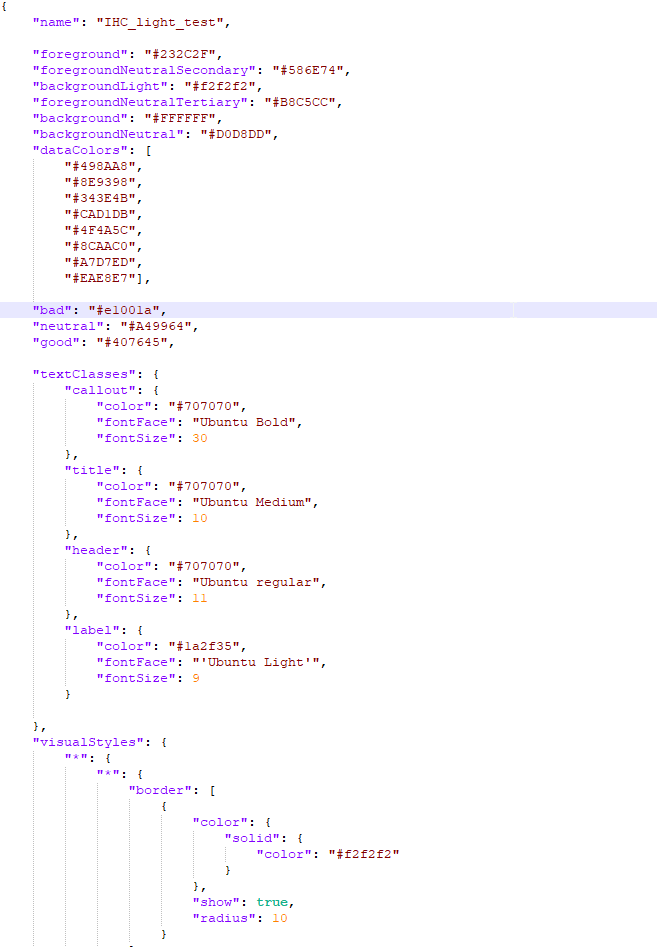 {
    "name": "IHC_light_test",

    "foreground": "#232C2F",
    "foregroundNeutralSecondary": "#586E74",
    "backgroundLight": "#f2f2f2",
    "foregroundNeutralTertiary": "#B8C5CC",
    "background": "#FFFFFF",
    "backgroundNeutral": "#D0D8DD",
    "dataColors": [
        "#498AA8",
        "#8E9398",
        "#343E4B",
        "#CAD1DB",
        "#4F4A5C",
        "#8CAAC0",
        "#A7D7ED",
        "#EAE8E7"],

    "bad": "#e1001a",
    "neutral": "#A49964",
    "good": "#407645",

    "textClasses": {
        "callout": {
            "color": "#707070",
            "fontFace": "Ubuntu Bold",
            "fontSize": 30
        },
        "title": {
            "color": "#707070",
            "fontFace": "Ubuntu Medium",
            "fontSize": 10
        },
        "header": {
            "color": "#707070",
            "fontFace": "Ubuntu regular",
            "fontSize": 11
        },
        "label": {
            "color": "#1a2f35",
            "fontFace": "'Ubuntu Light'",
            "fontSize": 9
        }

    },
    "visualStyles": {
        "*": {
            "*": {
                "border": [
                    {
                        "color": {
                            "solid": {
                                "color": "#f2f2f2"
                            }
                        },
                        "show": true,
                        "radius": 10
                    }